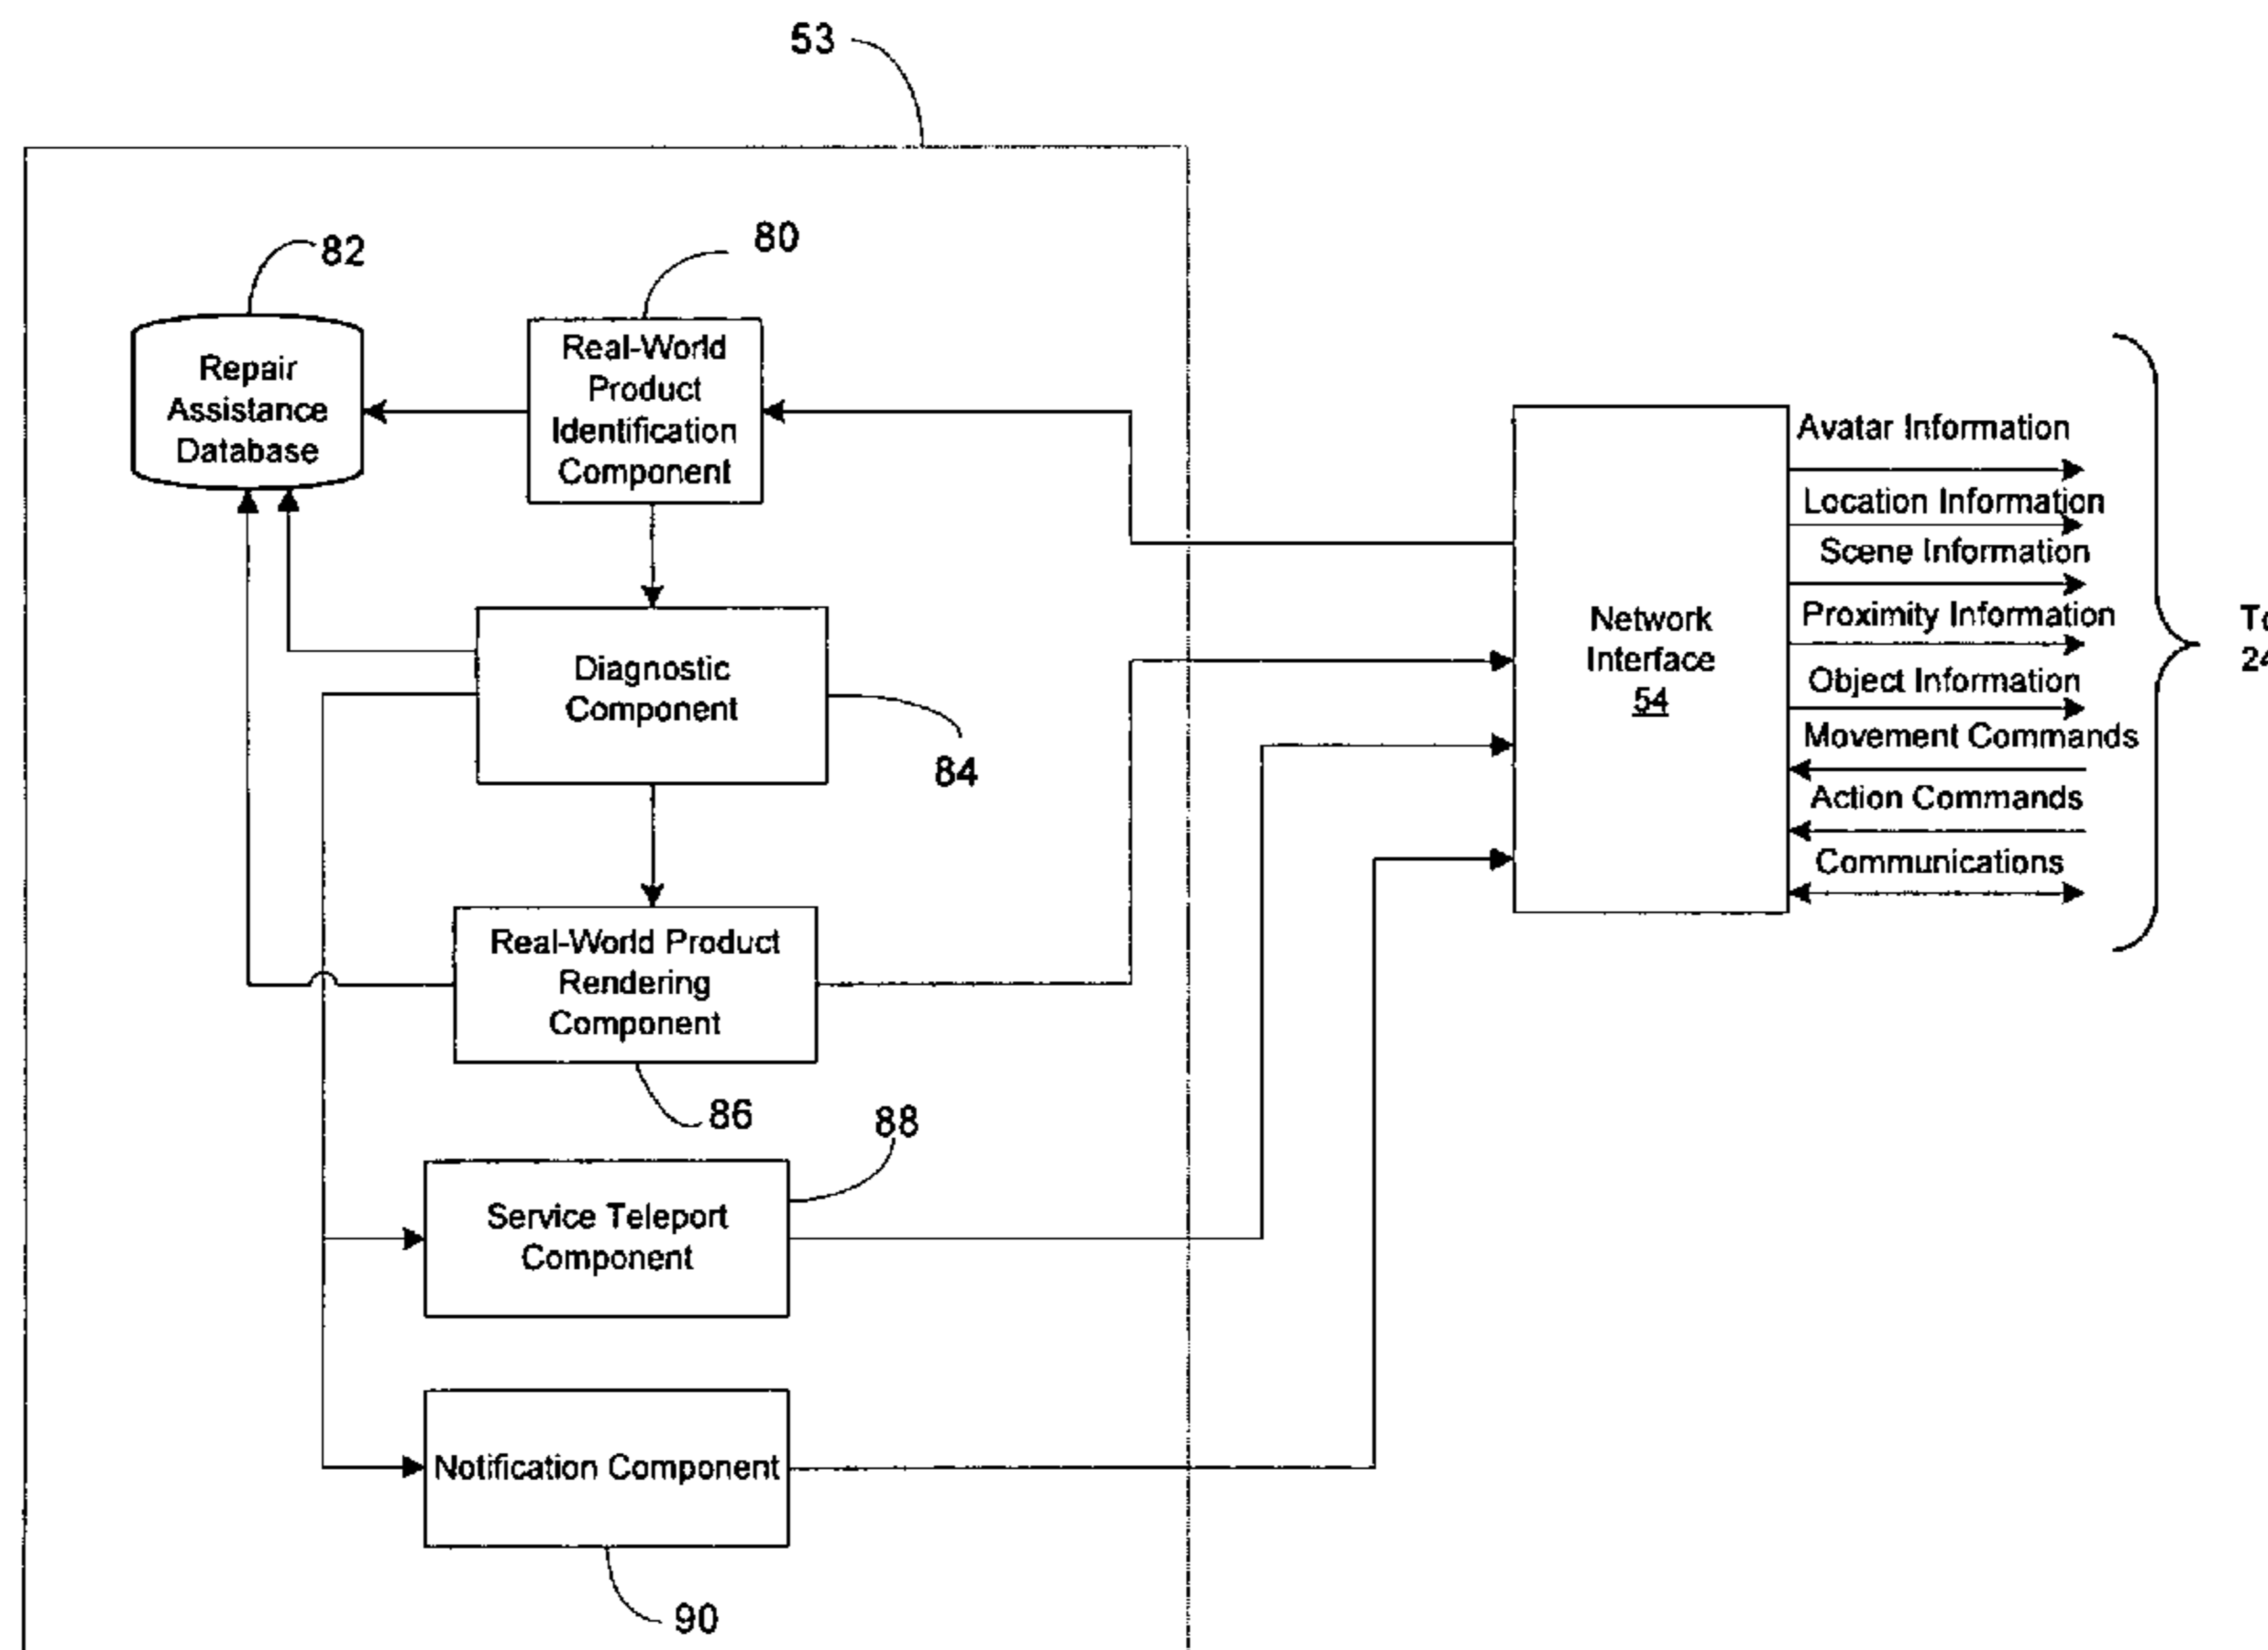 53
82
80
Repair
Assistance
Database
Real-World
Product
Identification
Component
Diagnostic
Component
84
Real-World Product
Rendering
Component
86
88
Service Teleport
Component
Notification Component
90
Network
Interface
54
Avatar Information
Location Information
Scene Information
Proximity Information
Object Information
Movement Commands
Action Commands
Communications
To
24